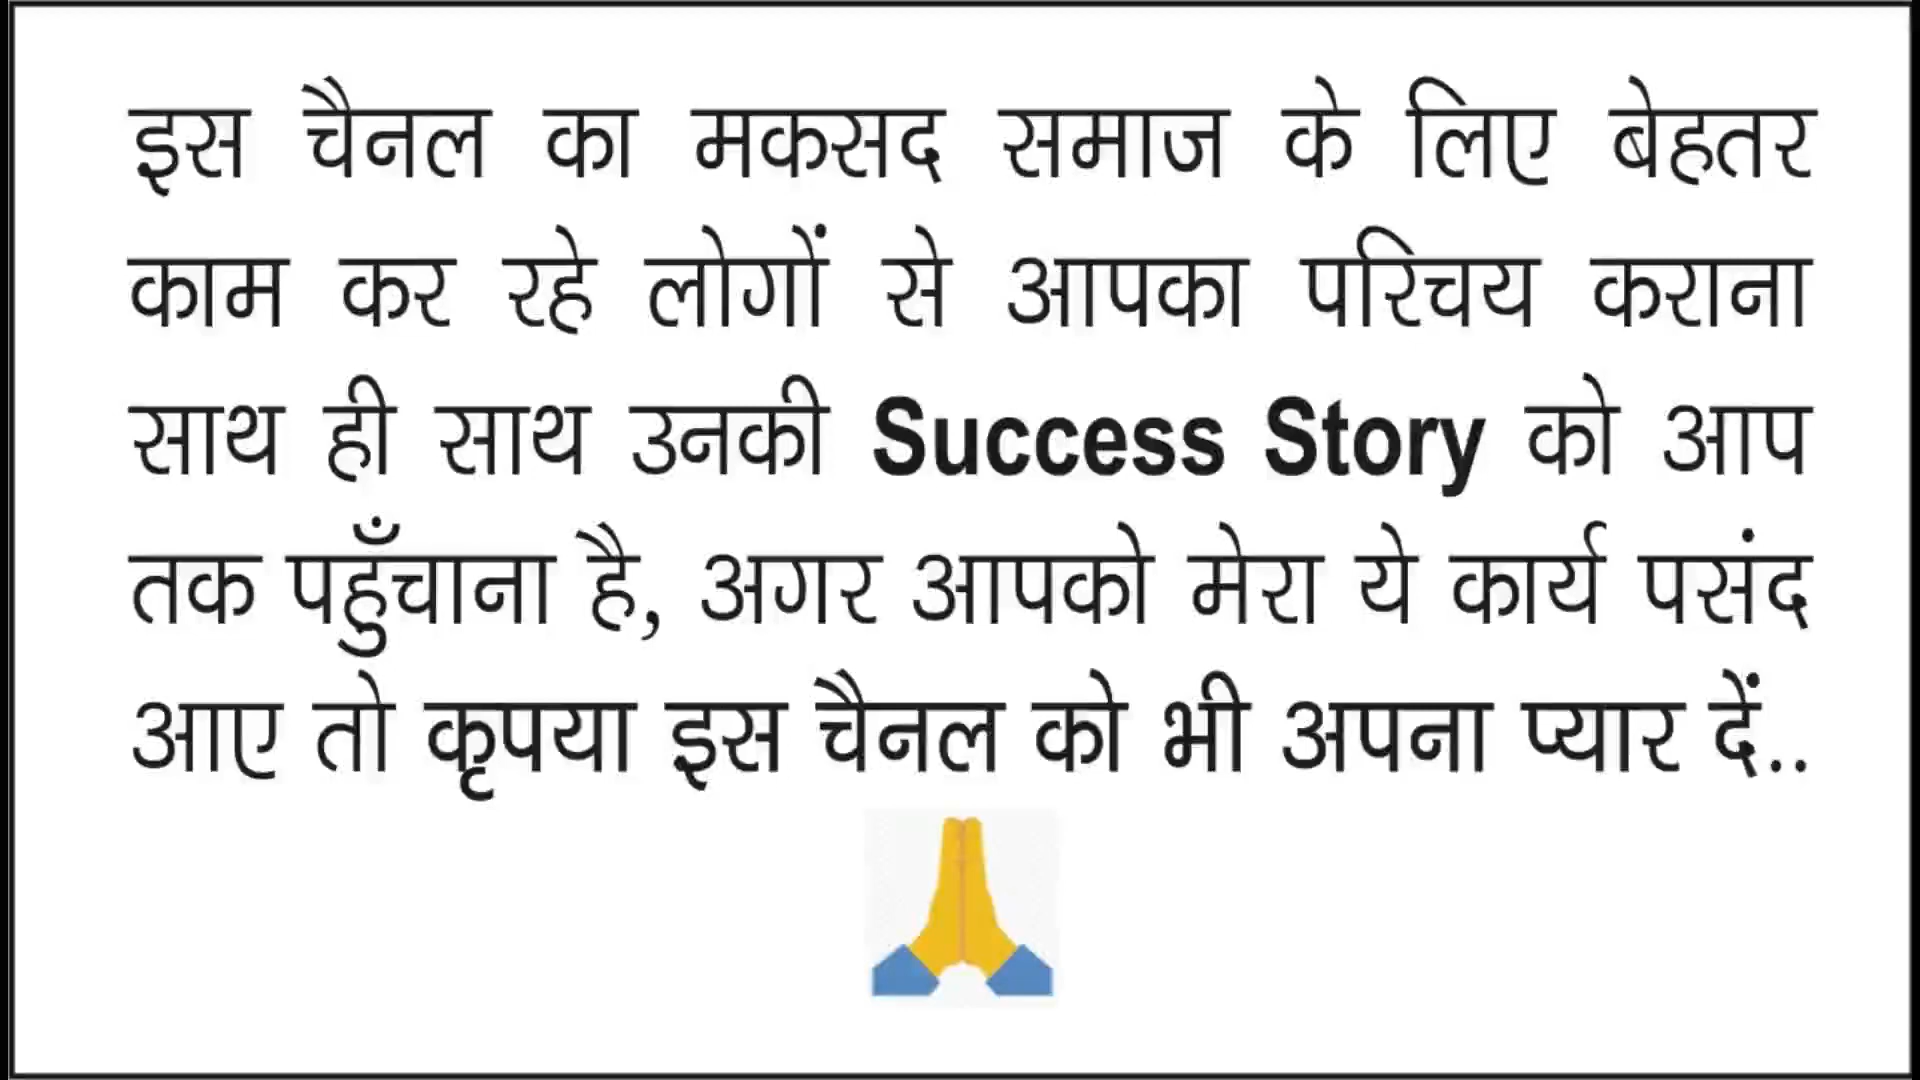 इस चैनल का मकसद समाज के लिए बेहतर
काम कर रहे लोगों से आपका परिचय कराना
साथ ही साथ उनकी Success Story को आप
तक पहुँचाना है, अगर आपको मेरा ये कार्य पसंद
आए तो कृपया इस चैनल को भी अपना प्यार दें..